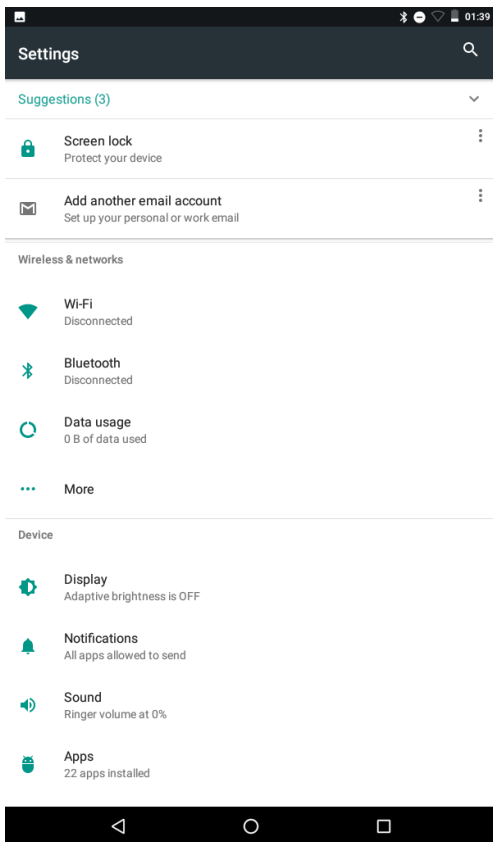 01:39
Settings
Suggestions (3)
Screen lock
Protect your device
Add another email account
Set up your personal or work email
Wireless & networks
Wi-Fi
Disconnected
Bluetooth
Disconnected
Data usage
0 B of data used
More
Device
Display
Adaptive brightness is OFF
Notifications
All apps allowed to send
Sound
Ringer volume at 0%
Apps
22 apps installed